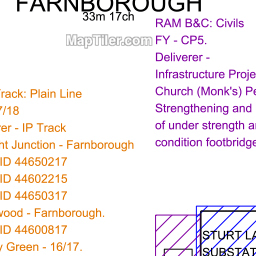 FARNBOROUGH
33m 17ch
MapTiler.com
RAM B&C: Civils
FY - CP5.
Deliverer -
Infrastructure Proje
Church (Monk's) Pe
Strengthening and
of under strength ar
condition footbridge
Track: Plain Line
7/18
er - IP Track
nt Junction - Farnborough
ID 44650217
ID 44602215
ID 44650317
wood - Farnborough.
ID 44600817
y Green - 16/17.
STURT LA
SUBSTAT